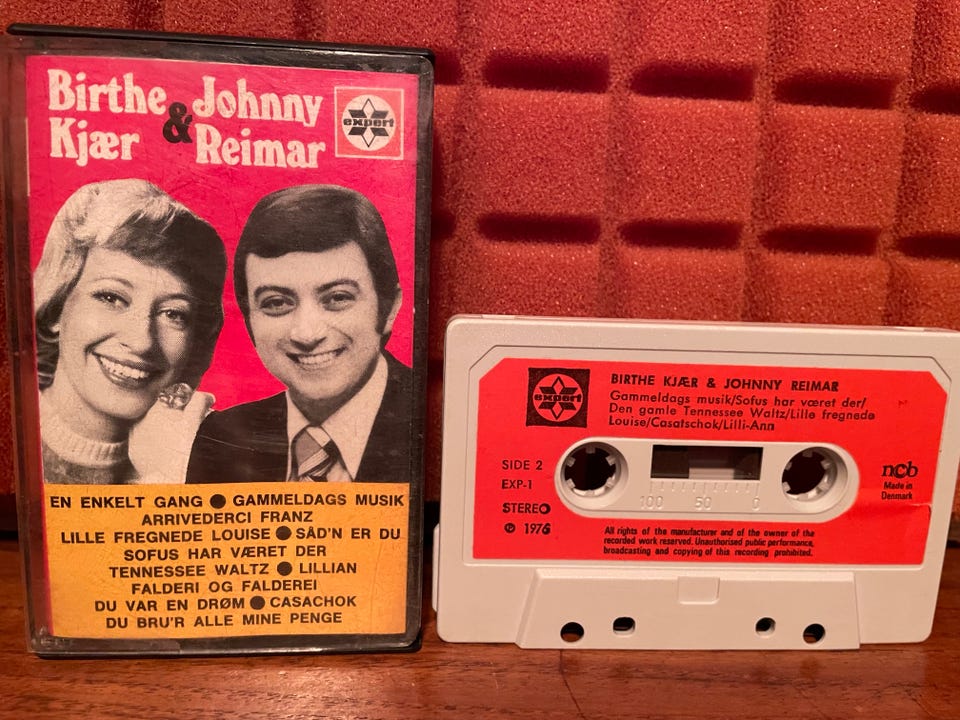 Birthe & Johnny
Kjær Reimar
expert
EN ENKELT GANG ● GAMMELDAGS MUSIK
ARRIVEDERCI FRANZ
LILLE FREGNEDE LOUISE ● SÅD'N ER DU
SOFUS HAR VÆRET DER
TENNESSEE WALTZ ● LILLIAN
FALDERI OG FALDEREI
DU VAR EN DRØM ● CASACHOK
DU BRU'R ALLE MINE PENGE
expert
BIRTHE KJÆR & JOHNNY REIMAR
Gammeldags musik/Sofus har været der/
Den gamle Tennessee Waltz/Lille fregnede
Louise/Casatschok/Lilli-Ann
SIDE 2
EXP-1
STEREO
℗ 1976
100 50 0
ncb
Made in
Denmark
All rights of the manufacturer and of the owner of the
recorded work reserved. Unauthorised public performance,
broadcasting and copying of this recording prohibited.